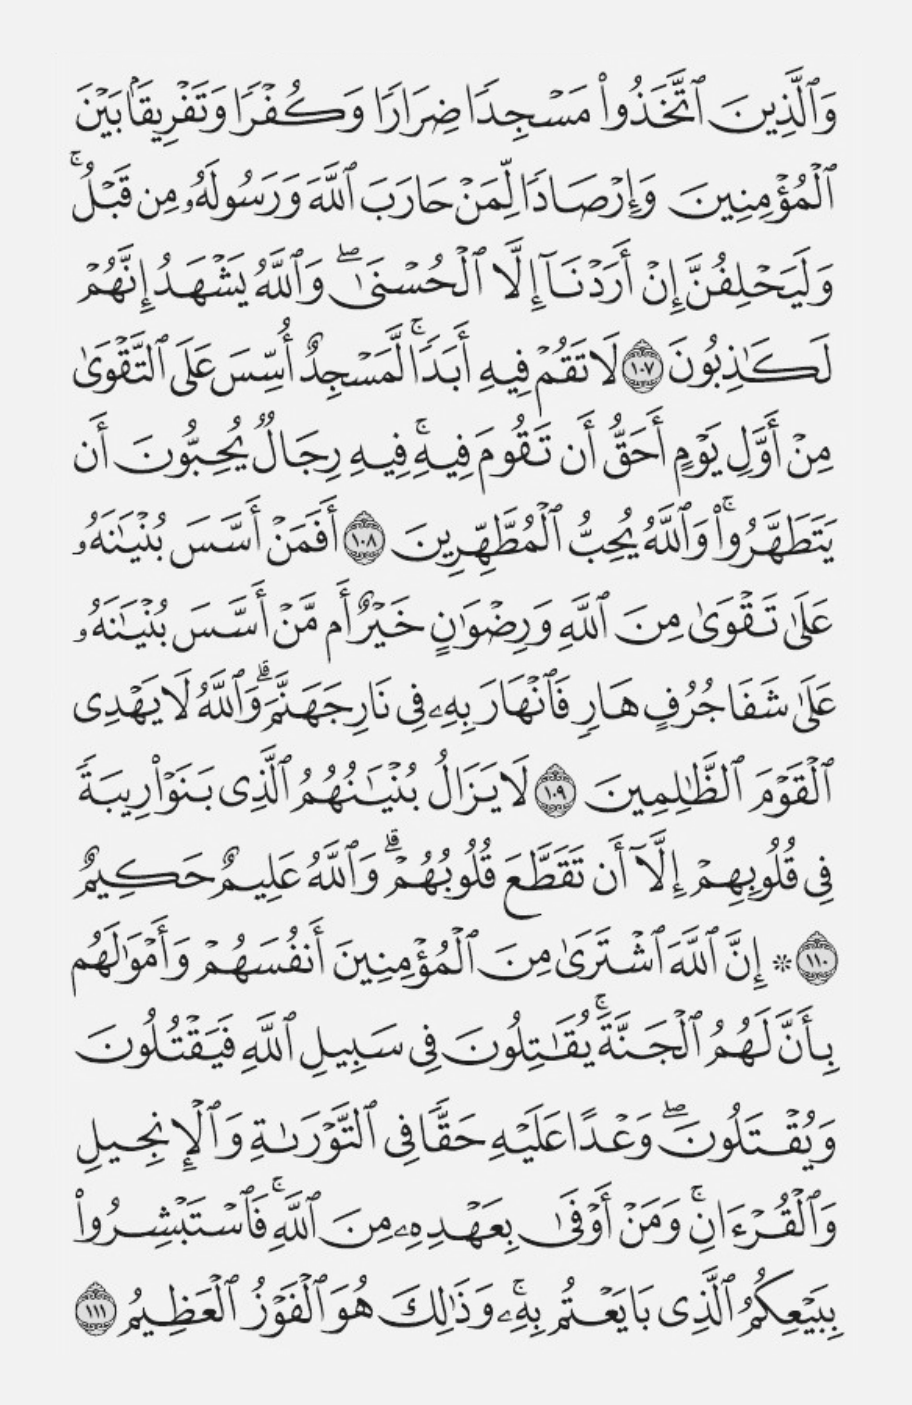 وَٱلَّذِينَ ٱتَّخَذُوا۟ مَسْجِدًا ضِرَارًا وَكُفْرًا وَتَفْرِيقًۢا بَيْنَ
ٱلْمُؤْمِنِينَ وَإِرْصَادًا لِّمَنْ حَارَبَ ٱللَّهَ وَرَسُولَهُۥ مِن قَبْلُ ۚ
وَلَيَحْلِفُنَّ إِنْ أَرَدْنَآ إِلَّا ٱلْحُسْنَىٰ ۖ وَٱللَّهُ يَشْهَدُ إِنَّهُمْ
لَكَـٰذِبُونَ ١٠٧ لَا تَقُمْ فِيهِ أَبَدًا ۚ لَّمَسْجِدٌ أُسِّسَ عَلَى ٱلتَّقْوَىٰ
مِنْ أَوَّلِ يَوْمٍ أَحَقُّ أَن تَقُومَ فِيهِ ۚ فِيهِ رِجَالٌ يُحِبُّونَ أَن
يَتَطَهَّرُوا۟ ۚ وَٱللَّهُ يُحِبُّ ٱلْمُطَّهِّرِينَ ١٠٨ أَفَمَنْ أَسَّسَ بُنْيَـٰنَهُۥ
عَلَىٰ تَقْوَىٰ مِنَ ٱللَّهِ وَرِضْوَٰنٍ خَيْرٌ أَم مَّنْ أَسَّسَ بُنْيَـٰنَهُۥ
عَلَىٰ شَفَا جُرُفٍ هَارٍ فَٱنْهَارَ بِهِۦ فِى نَارِ جَهَنَّمَ ۗ وَٱللَّهُ لَا يَهْدِى
ٱلْقَوْمَ ٱلظَّـٰلِمِينَ ١٠٩ لَا يَزَالُ بُنْيَـٰنُهُمُ ٱلَّذِى بَنَوْا۟ رِيبَةً
فِى قُلُوبِهِمْ إِلَّآ أَن تَقَطَّعَ قُلُوبُهُمْ ۗ وَٱللَّهُ عَلِيمٌ حَكِيمٌ
١١٠ ۞ إِنَّ ٱللَّهَ ٱشْتَرَىٰ مِنَ ٱلْمُؤْمِنِينَ أَنفُسَهُمْ وَأَمْوَٰلَهُم
بِأَنَّ لَهُمُ ٱلْجَنَّةَ ۚ يُقَـٰتِلُونَ فِى سَبِيلِ ٱللَّهِ فَيَقْتُلُونَ
وَيُقْتَلُونَ ۖ وَعْدًا عَلَيْهِ حَقًّا فِى ٱلتَّوْرَىٰةِ وَٱلْإِنجِيلِ
وَٱلْقُرْءَانِ ۚ وَمَنْ أَوْفَىٰ بِعَهْدِهِۦ مِنَ ٱللَّهِ ۚ فَٱسْتَبْشِرُوا۟
بِبَيْعِكُمُ ٱلَّذِى بَايَعْتُم بِهِۦ ۚ وَذَٰلِكَ هُوَ ٱلْفَوْزُ ٱلْعَظِيمُ ١١١